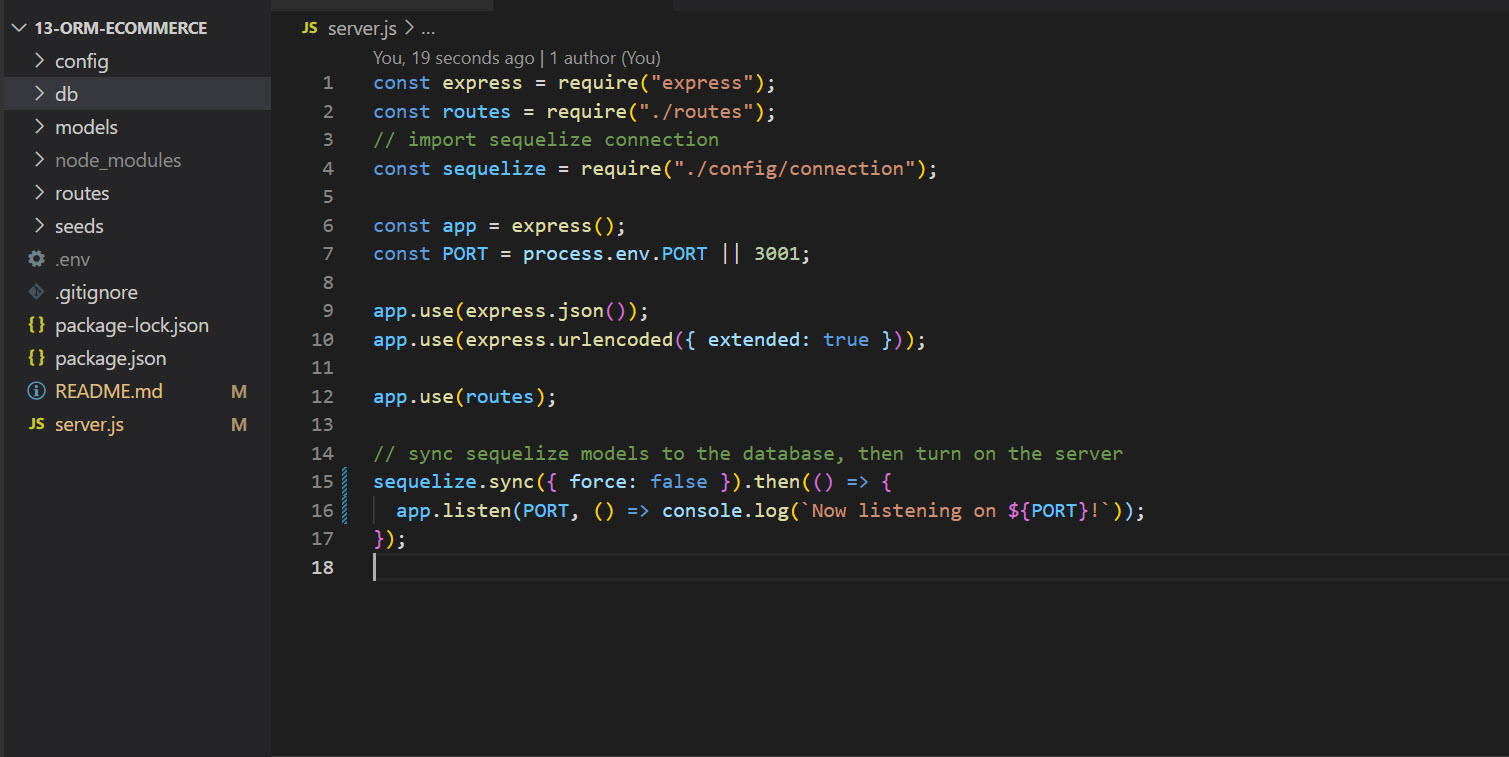 13-ORM-ECOMMERCE
config
db
models
node_modules
routes
seeds
.env
.gitignore
{} package-lock.json
{} package.json
README.md M
JS server.js M
JS server.js > ...
You, 19 seconds ago | 1 author (You)
1 const express = require("express");
2 const routes = require("./routes");
3 // import sequelize connection
4 const sequelize = require("./config/connection");
5
6 const app = express();
7 const PORT = process.env.PORT || 3001;
8
9 app.use(express.json());
10 app.use(express.urlencoded({ extended: true }));
11
12 app.use(routes);
13
14 // sync sequelize models to the database, then turn on the server
15 sequelize.sync({ force: false }).then(() => {
16   app.listen(PORT, () => console.log(`Now listening on ${PORT}!`));
17 });
18